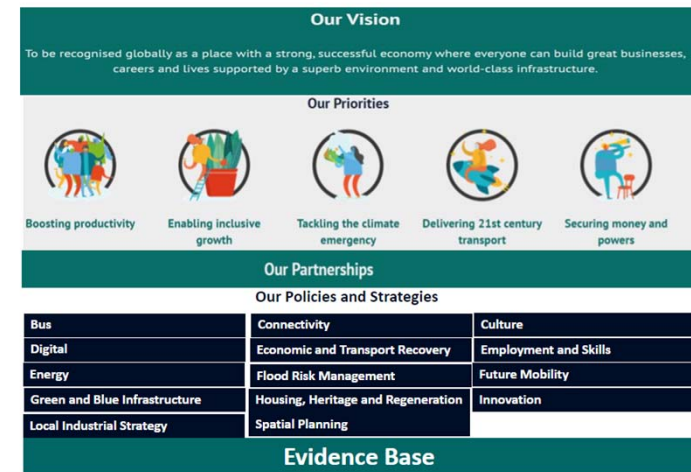 Our Vision
To be recognised globally as a place with a strong, successful economy where everyone can build great businesses,
careers and lives supported by a superb environment and world-class infrastructure.
Our Priorities
Boosting productivity
Enabling inclusive
growth
Tackling the climate
emergency
Delivering 21st century
transport
Securing money and
powers
Our Partnerships
Our Policies and Strategies
Bus
Connectivity
Culture
Digital
Economic and Transport Recovery
Employment and Skills
Energy
Flood Risk Management
Future Mobility
Green and Blue Infrastructure
Housing, Heritage and Regeneration
Innovation
Local Industrial Strategy
Spatial Planning
Evidence Base